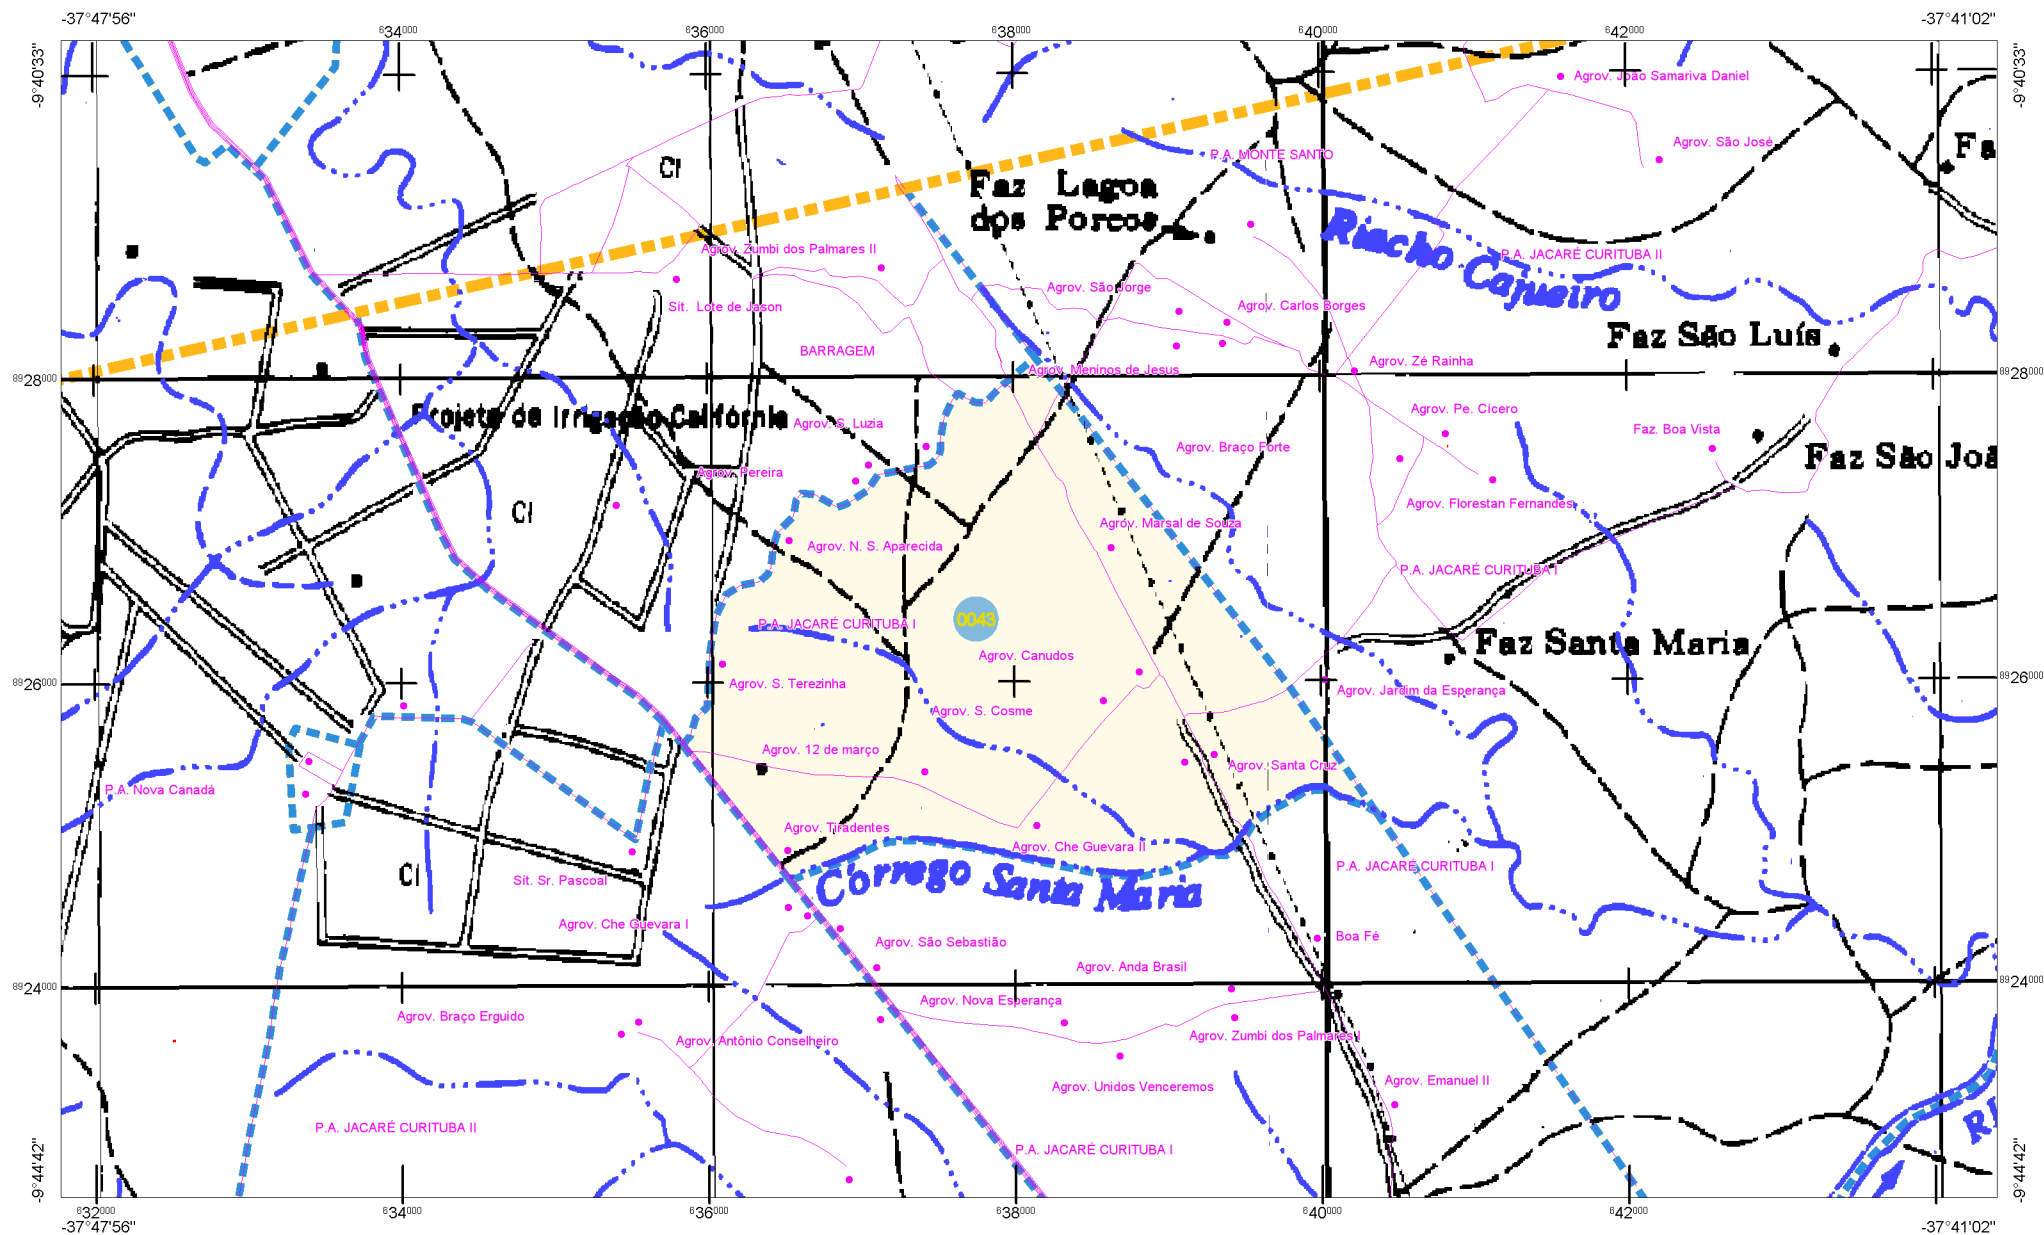 -37°47'56"
-37°41'02"
634000
636000
638000
640000
642000
-9°40'33"
-9°40'33"
Agrov. João Samariva Daniel
Agrov. São José
Fa
P.A. MONTE SANTO
CI
Faz Lagoa
dos Porcos
Riacho Cajueiro
Agrov. Zumbi dos Palmares II
P.A. JACARÉ CURITUBA II
Agrov. São Jorge
Sít. Lote de Jason
Agrov. Carlos Borges
Faz São Luís
BARRAGEM
Agrov. Zé Rainha
Agrov. Meninos de Jesus
8928000
8928000
Projeto de Irrigação Califórnia
Agrov. Pe. Cícero
Agrov. S. Luzia
Faz. Boa Vista
Agrov. Braço Forte
Faz São Joã
Agrov. Pereira
CI
Agrov. Florestan Fernandes
Agrov. Marsal de Souza
Agrov. N. S. Aparecida
P.A. JACARÉ CURITUBA I
0043
P.A. JACARÉ CURITUBA I
Faz Santa Maria
Agrov. Canudos
8926000
8926000
Agrov. S. Terezinha
Agrov. Jardim da Esperança
Agrov. S. Cosme
Agrov. 12 de março
Agrov. Santa Cruz
P.A. Nova Canadá
Agrov. Tiradentes
Agrov. Che Guevara II
P.A. JACARÉ CURITUBA I
CI
Sít. Sr. Pascoal
Córrego Santa Maria
Agrov. Che Guevara I
Boa Fé
Agrov. São Sebastião
Agrov. Anda Brasil
8924000
8924000
Agrov. Nova Esperança
Agrov. Braço Erguido
Agrov. Antônio Conselheiro
Agrov. Zumbi dos Palmares I
Agrov. Emanuel II
Agrov. Unidos Venceremos
P.A. JACARÉ CURITUBA II
RI
P.A. JACARÉ CURITUBA I
-9°44'42"
-9°44'42"
632000
634000
636000
638000
640000
642000
-37°47'56"
-37°41'02"